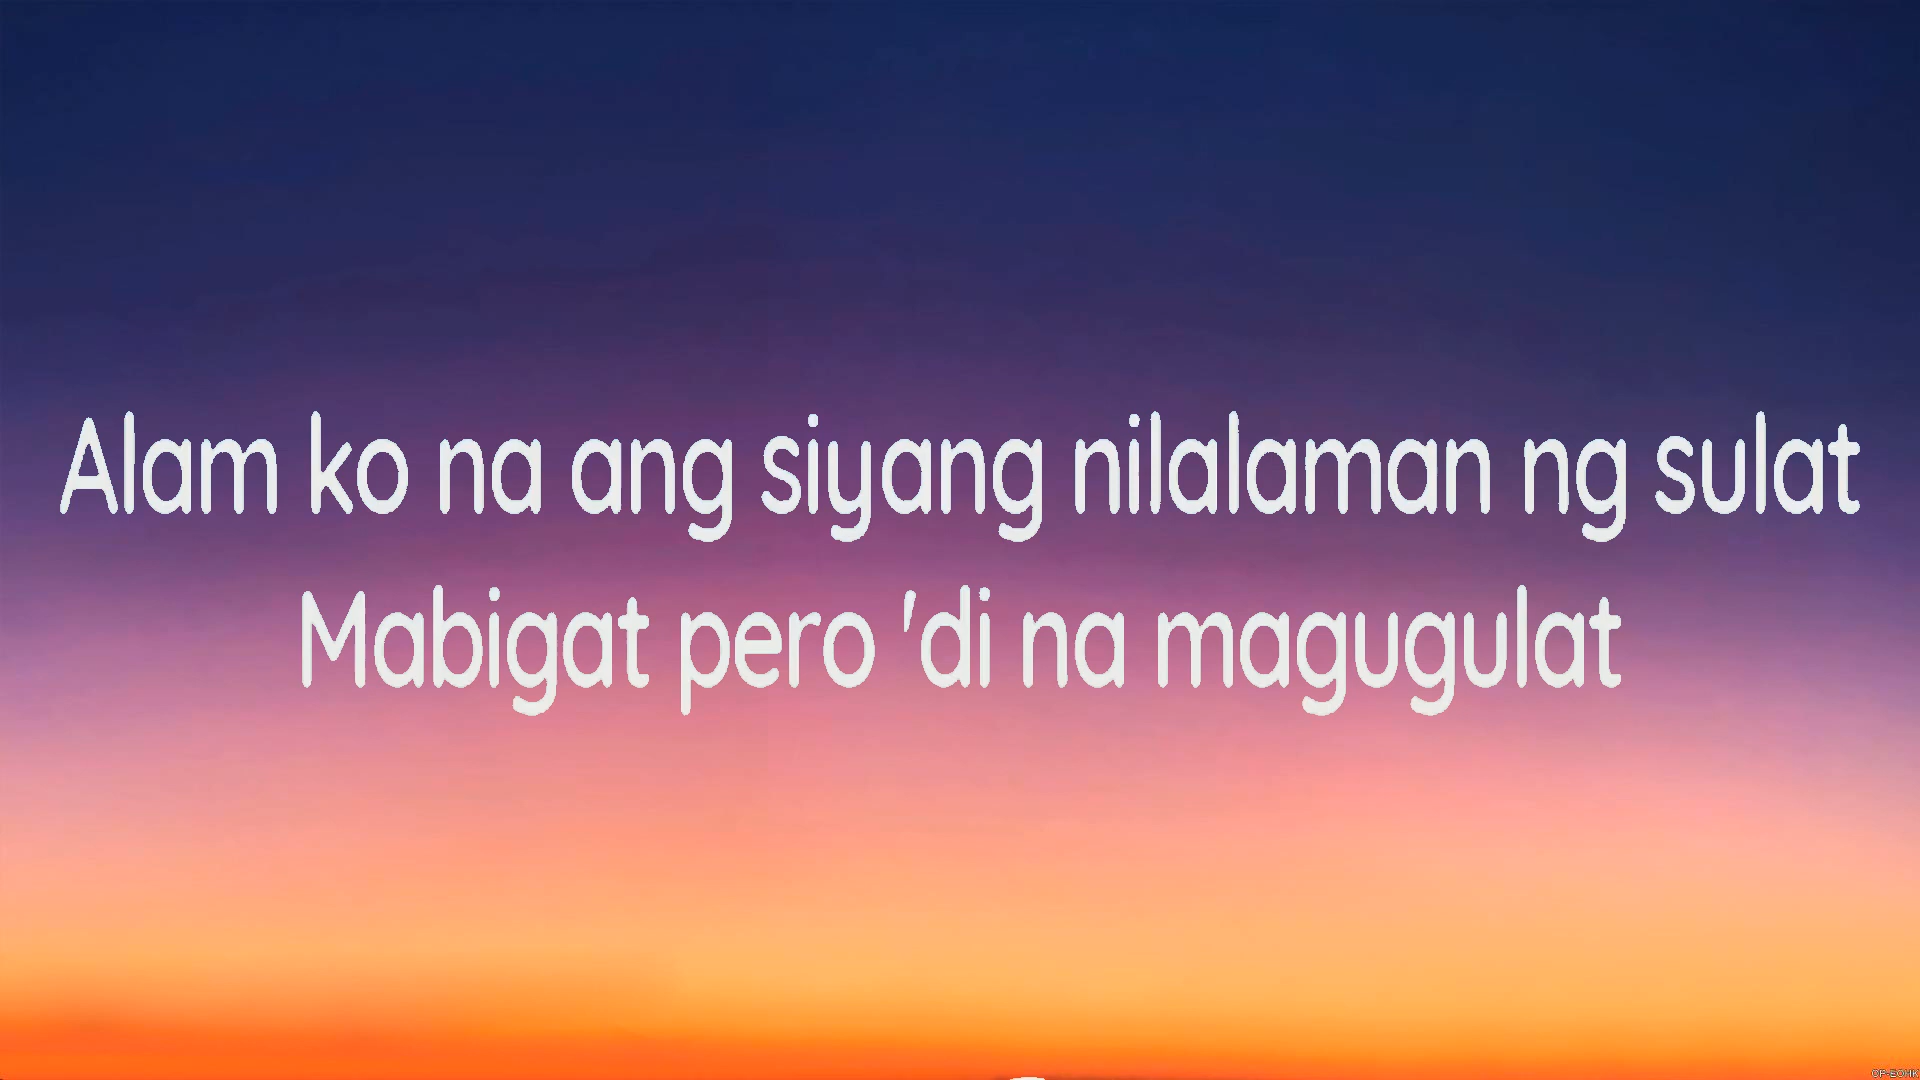 Alam ko na ang siyang nilalaman ng sulat
Mabigat pero 'di na magugulat